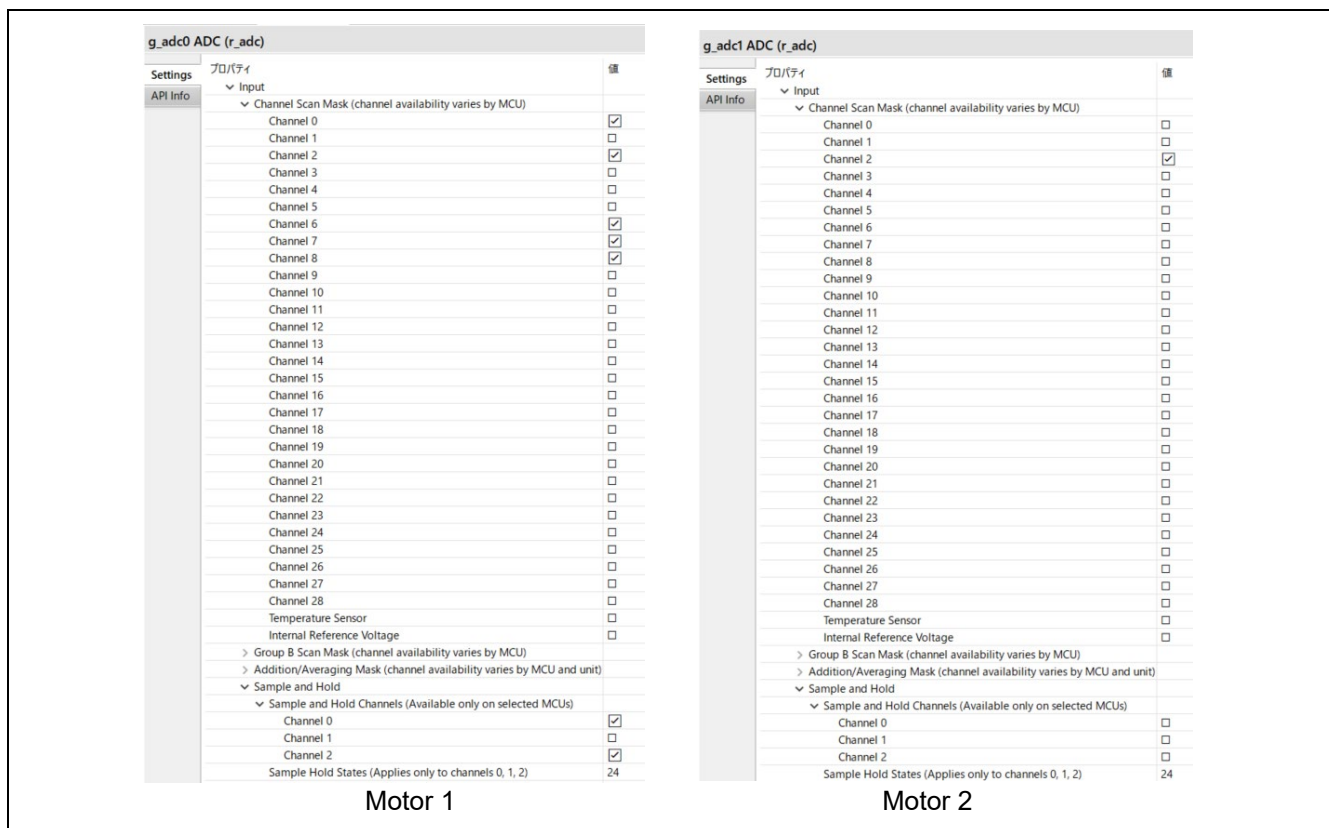 g_adc0 ADC (r_adc)
Settings
API Info
プロパティ 値
Input
Channel Scan Mask (channel availability varies by MCU)
Channel 0
Channel 1
Channel 2
Channel 3
Channel 4
Channel 5
Channel 6
Channel 7
Channel 8
Channel 9
Channel 10
Channel 11
Channel 12
Channel 13
Channel 14
Channel 15
Channel 16
Channel 17
Channel 18
Channel 19
Channel 20
Channel 21
Channel 22
Channel 23
Channel 24
Channel 25
Channel 26
Channel 27
Channel 28
Temperature Sensor
Internal Reference Voltage
Group B Scan Mask (channel availability varies by MCU)
Addition/Averaging Mask (channel availability varies by MCU and unit)
Sample and Hold
Sample and Hold Channels (Available only on selected MCUs)
Channel 0
Channel 1
Channel 2
Sample Hold States (Applies only to channels 0, 1, 2) 24
Motor 1
g_adc1 ADC (r_adc)
Settings
API Info
プロパティ 値
Input
Channel Scan Mask (channel availability varies by MCU)
Channel 0
Channel 1
Channel 2
Channel 3
Channel 4
Channel 5
Channel 6
Channel 7
Channel 8
Channel 9
Channel 10
Channel 11
Channel 12
Channel 13
Channel 14
Channel 15
Channel 16
Channel 17
Channel 18
Channel 19
Channel 20
Channel 21
Channel 22
Channel 23
Channel 24
Channel 25
Channel 26
Channel 27
Channel 28
Temperature Sensor
Internal Reference Voltage
Group B Scan Mask (channel availability varies by MCU)
Addition/Averaging Mask (channel availability varies by MCU and unit)
Sample and Hold
Sample and Hold Channels (Available only on selected MCUs)
Channel 0
Channel 1
Channel 2
Sample Hold States (Applies only to channels 0, 1, 2) 24
Motor 2